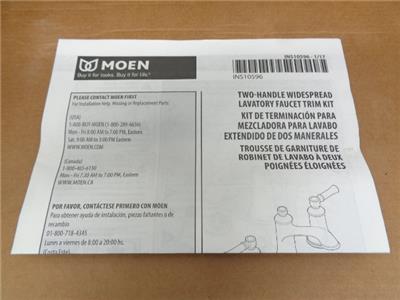 MOEN
Buy it for looks. Buy it for life.®
INS10596 - 1/17
INS10596
PLEASE CONTACT MOEN FIRST
For Installation Help, Missing or Replacement Parts
(USA)
1-800-BUY-MOEN (1-800-289-6636)
Mon - Fri 8:00 AM to 7:00 PM, Eastern
Sat. 9:00 AM to 3:00 PM Eastern
WWW.MOEN.COM
(Canada)
1-800-465-6130
Mon - Fri 7:30 AM to 7:00 PM, Eastern
WWW.MOEN.CA
POR FAVOR, CONTÁCTESE PRIMERO CON MOEN
Para obtener ayuda de instalación, piezas faltantes o de
recambio
01-800-718-4345
Lunes a viernes de 8:00 a 20:00 hs.
(Costa Este)
TWO-HANDLE WIDESPREAD
LAVATORY FAUCET TRIM KIT
KIT DE TERMINACIÓN PARA
MEZCLADORA PARA LAVABO
EXTENDIDO DE DOS MANERALES
TROUSSE DE GARNITURE DE
ROBINET DE LAVABO À DEUX
POIGNÉES ÉLOIGNÉES